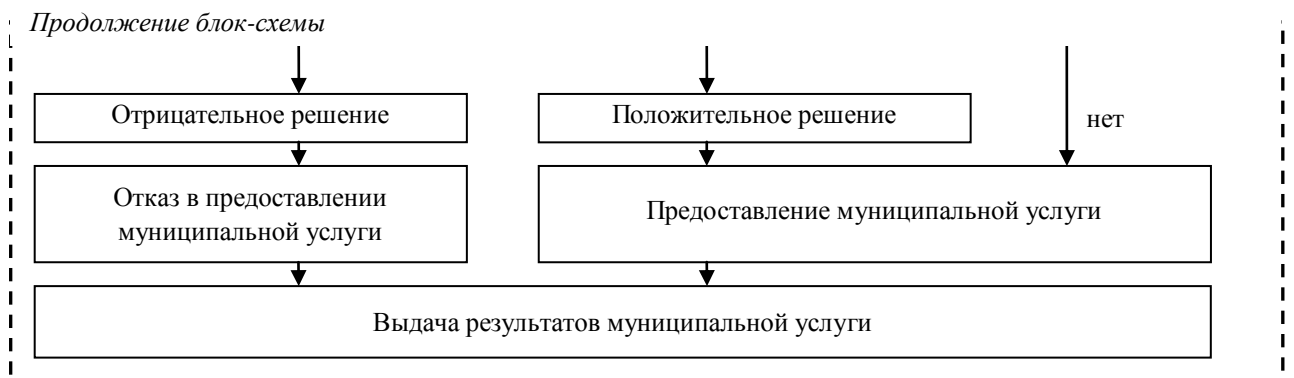 Продолжение блок-схемы
Отрицательное решение
Положительное решение
нет
Отказ в предоставлении
муниципальной услуги
Предоставление муниципальной услуги
Выдача результатов муниципальной услуги